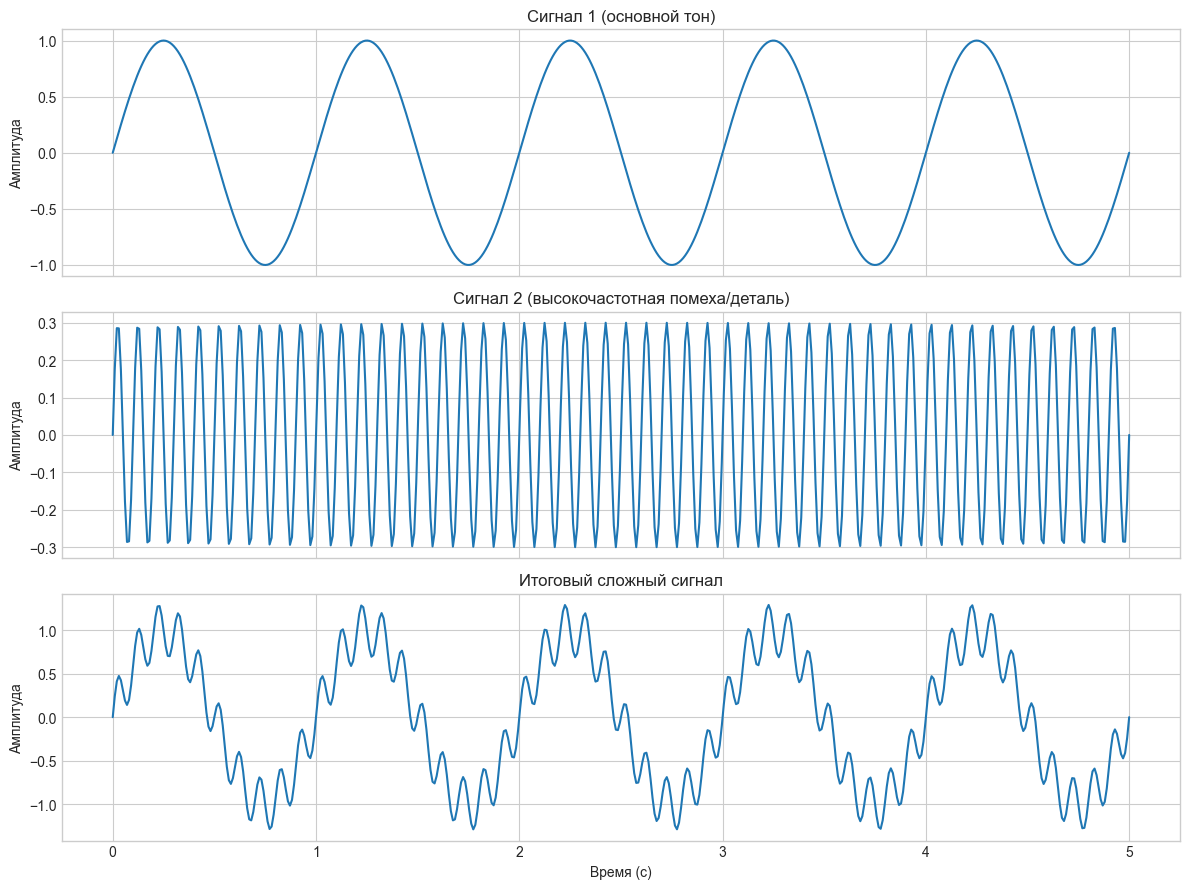 Сигнал 1 (основной тон)
1.0
0.5
0.0
−0.5
−1.0
Амплитуда
Сигнал 2 (высокочастотная помеха/деталь)
0.3
0.2
0.1
0.0
−0.1
−0.2
−0.3
Амплитуда
Итоговый сложный сигнал
1.0
0.5
0.0
−0.5
−1.0
Амплитуда
0 1 2 3 4 5
Время (с)